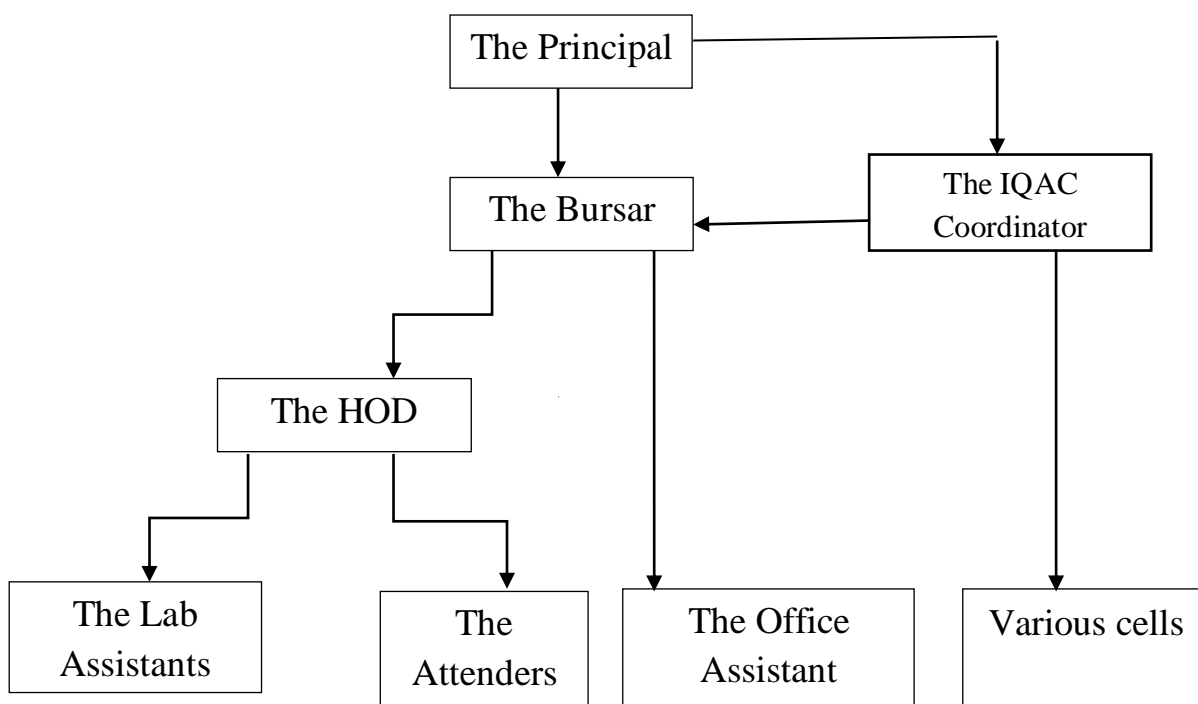 The Principal
The IQAC
Coordinator
The Bursar
The HOD
The Lab
Assistants
The
Attenders
The Office
Assistant
Various cells